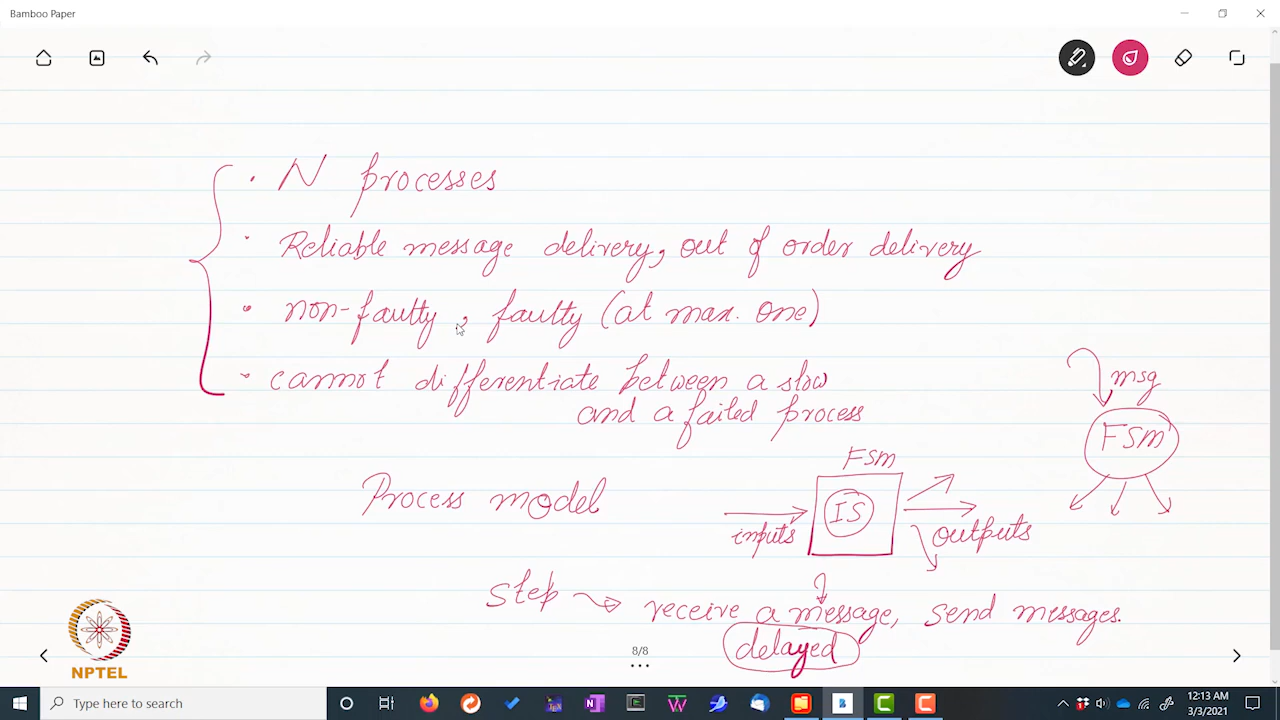 Bamboo Paper
· N processes
· Reliable message delivery, out of order delivery
· non-faulty, faulty (at max. one)
· cannot differentiate between a slow
and a failed process
msg
FSM
FSM
Process model
IS
inputs
outputs
Step
receive a message, send messages.
delayed
8/8
NPTEL
Type here to search
12:13 AM
3/3/2021